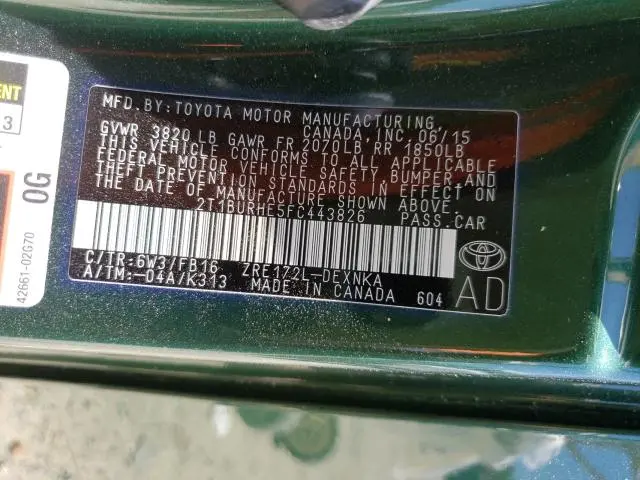 ENT
3
0G
42661-02G70
MFD. BY: TOYOTA MOTOR MANUFACTURING
CANADA, INC. 06/15
GVWR 3820 LB GAWR FR 2070LB RR 1850LB
THIS VEHICLE CONFORMS TO ALL APPLICABLE
FEDERAL MOTOR VEHICLE SAFETY, BUMPER, AND
THEFT PREVENTION STANDARDS IN EFFECT ON
THE DATE OF MANUFACTURE SHOWN ABOVE
2T1BURHE5FC443826 PASS.CAR
C/TR:6W3/FB16 ZRE172L-DEXNKA
A/TM:-04A/K313 MADE IN CANADA 604
AD